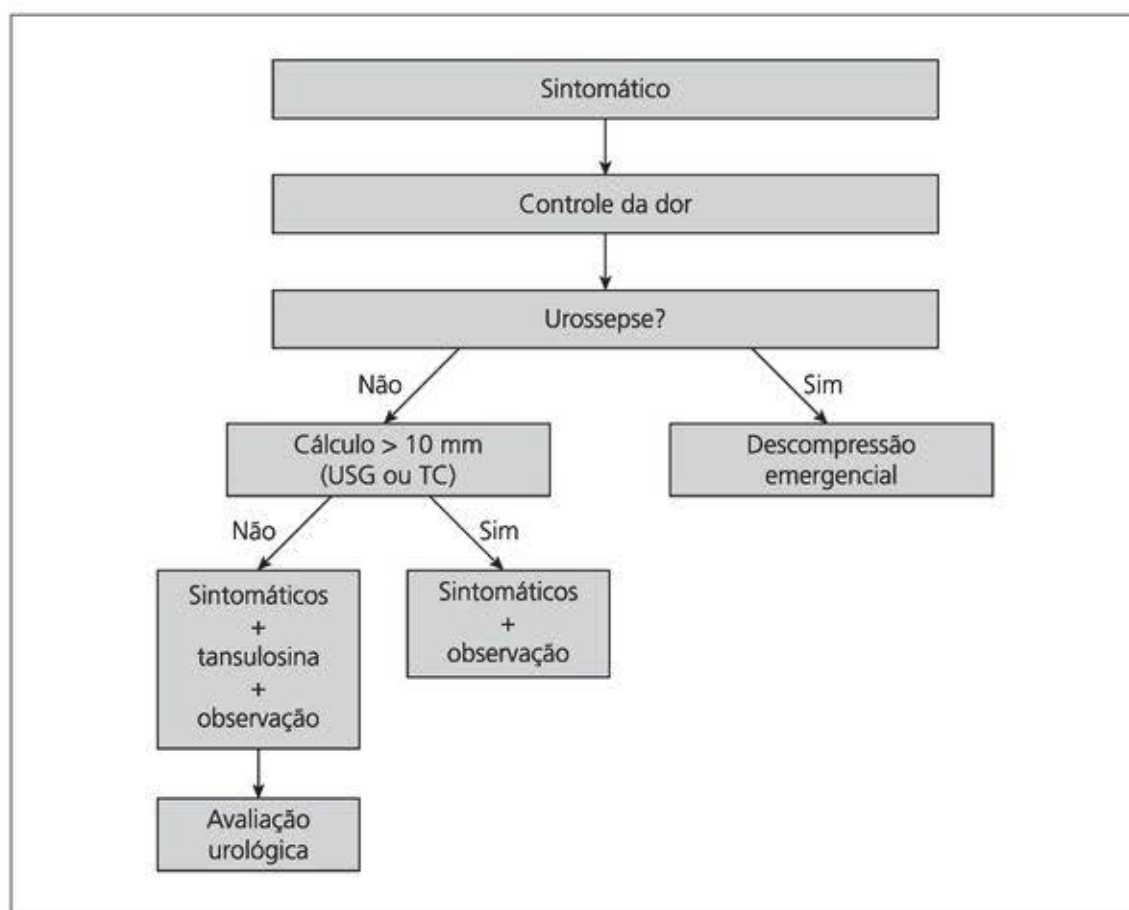 Sintomático
Controle da dor
Urossepse?
Não
Sim
Cálculo > 10 mm
(USG ou TC)
Descompressão
emergencial
Não
Sim
Sintomáticos
+
tansulosina
+
observação
Sintomáticos
+
observação
Avaliação
urológica